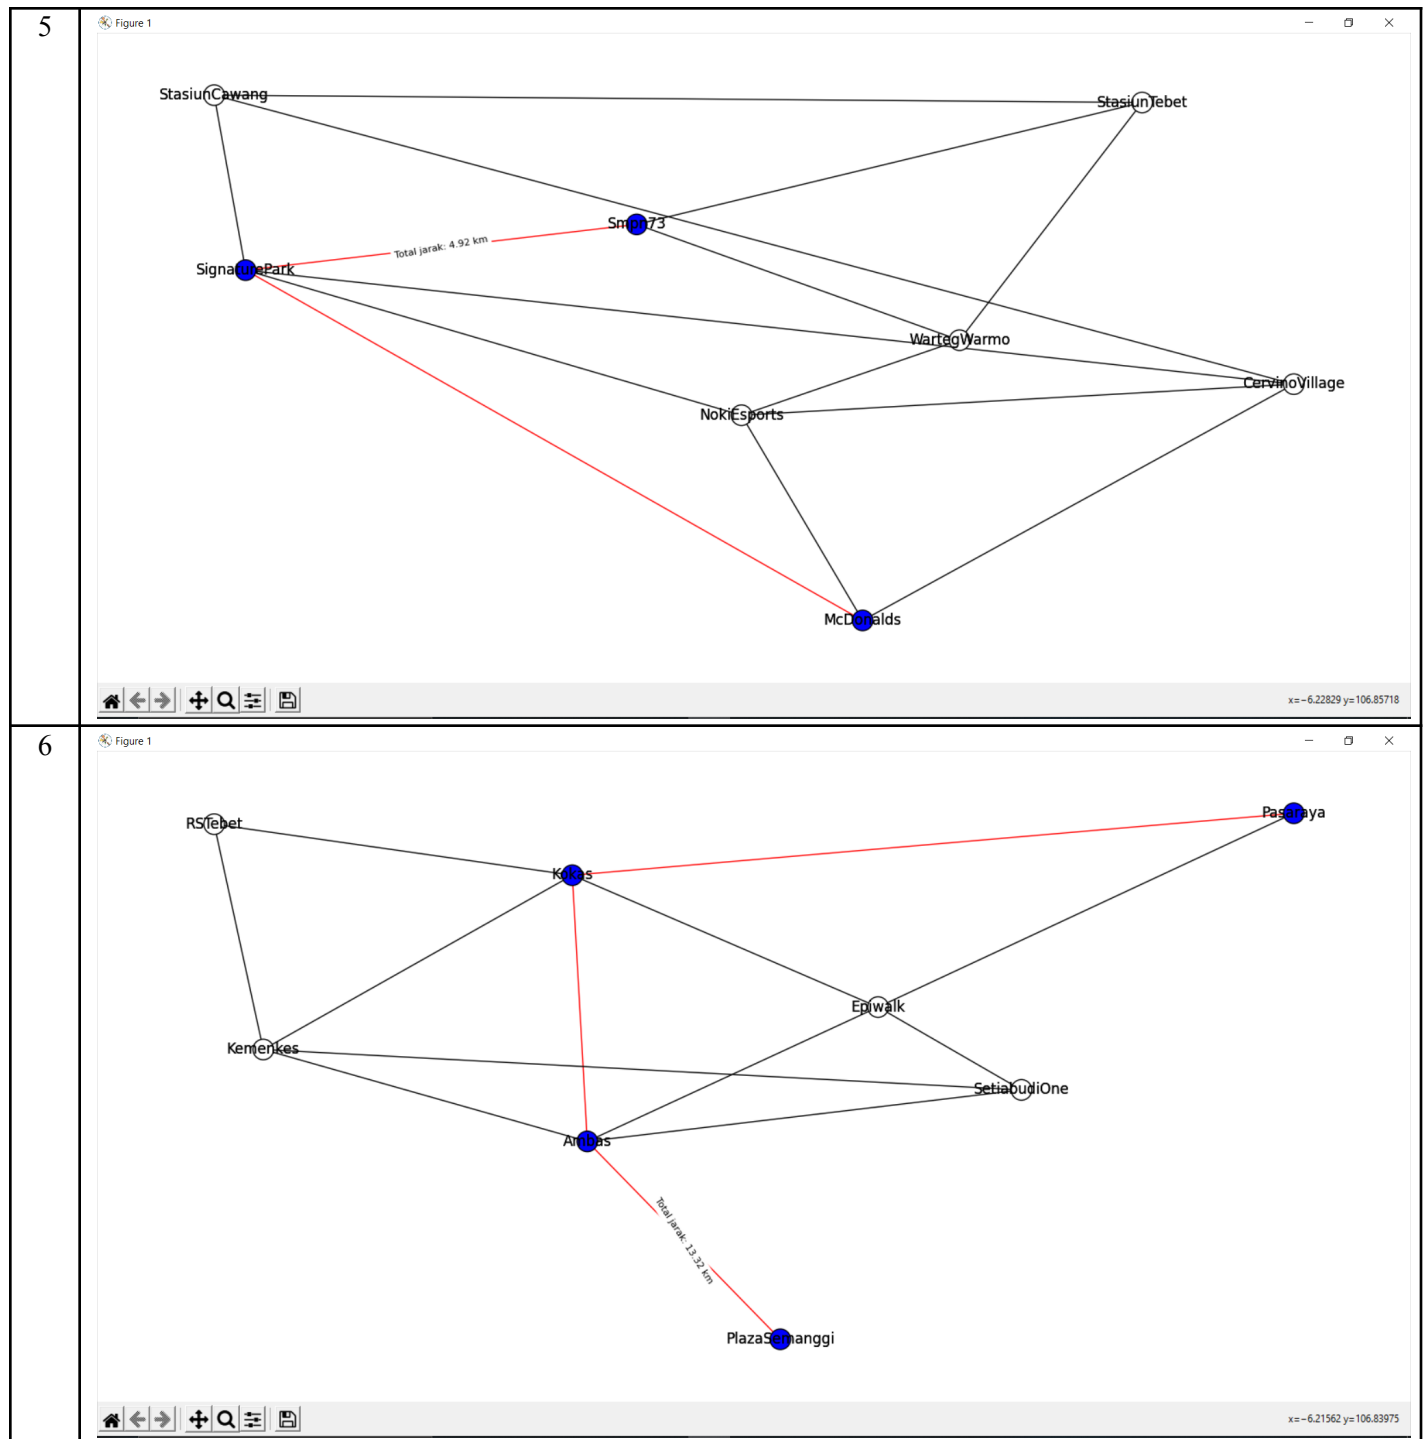 5
Figure 1
StasiunCawang
StasiunTebet
Smpn73
Total jarak: 4.92 km
SignaturePark
WartegWarmo
CervinoVillage
NokiEsports
McDonalds
x=−6.22829 y=106.85718
6
Figure 1
Pasaraya
RSTebet
Kokas
Epiwalk
Kemenkes
SetiabudiOne
Ambas
Total jarak: 13.32 km
PlazaSemanggi
x=−6.21562 y=106.83975